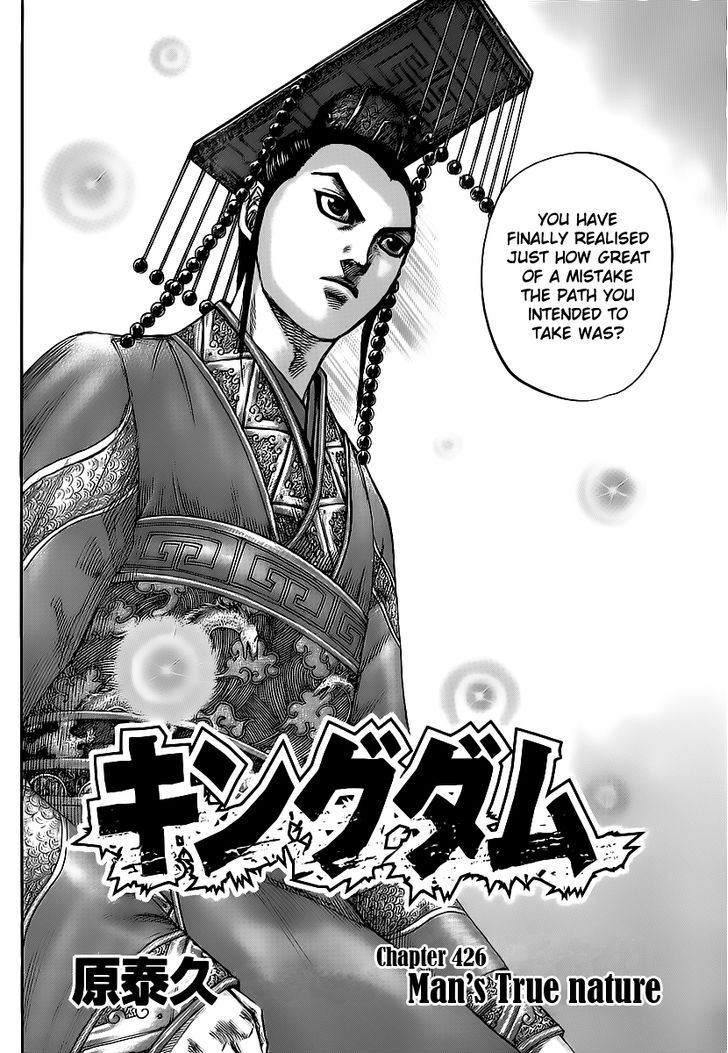 YOU HAVE
FINALLY REALISED
JUST HOW GREAT
OF A MISTAKE
THE PATH YOU
INTENDED TO
TAKE WAS?
キングダム
原泰久
Chapter 426
Man's True nature